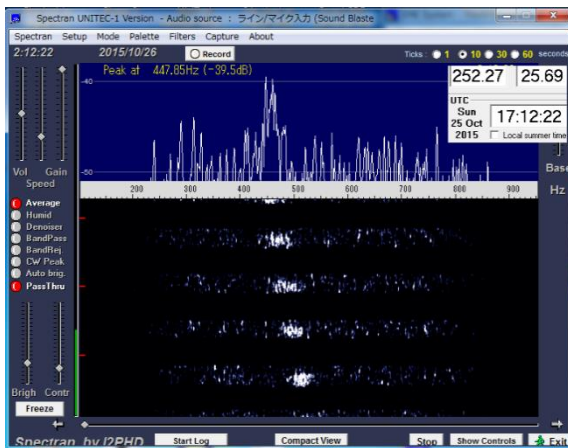 Spectran UNITEC-1 Version - Audio source : ライン/マイク入力 (Sound Blaste
Spectran Setup Mode Palette Filters Capture About
2:12:22 2015/10/26 Record Ticks : 1 10 30 60 seconds
Peak at 447.85Hz (-39.5dB)
-40
252.27 25.69
UTC
Sun
25 Oct
2015
17:12:22
Local summer time
-50
Vol Gain
Speed
Base
200 300 400 500 600 700 800 900
Hz
Average
Humid
Denoiser
BandPass
BandRej.
CW Peak
Auto brig.
PassThru
Brigh Contr
Freeze
Spectran by I2PHD Start Log Compact View Stop Show Controls Exit